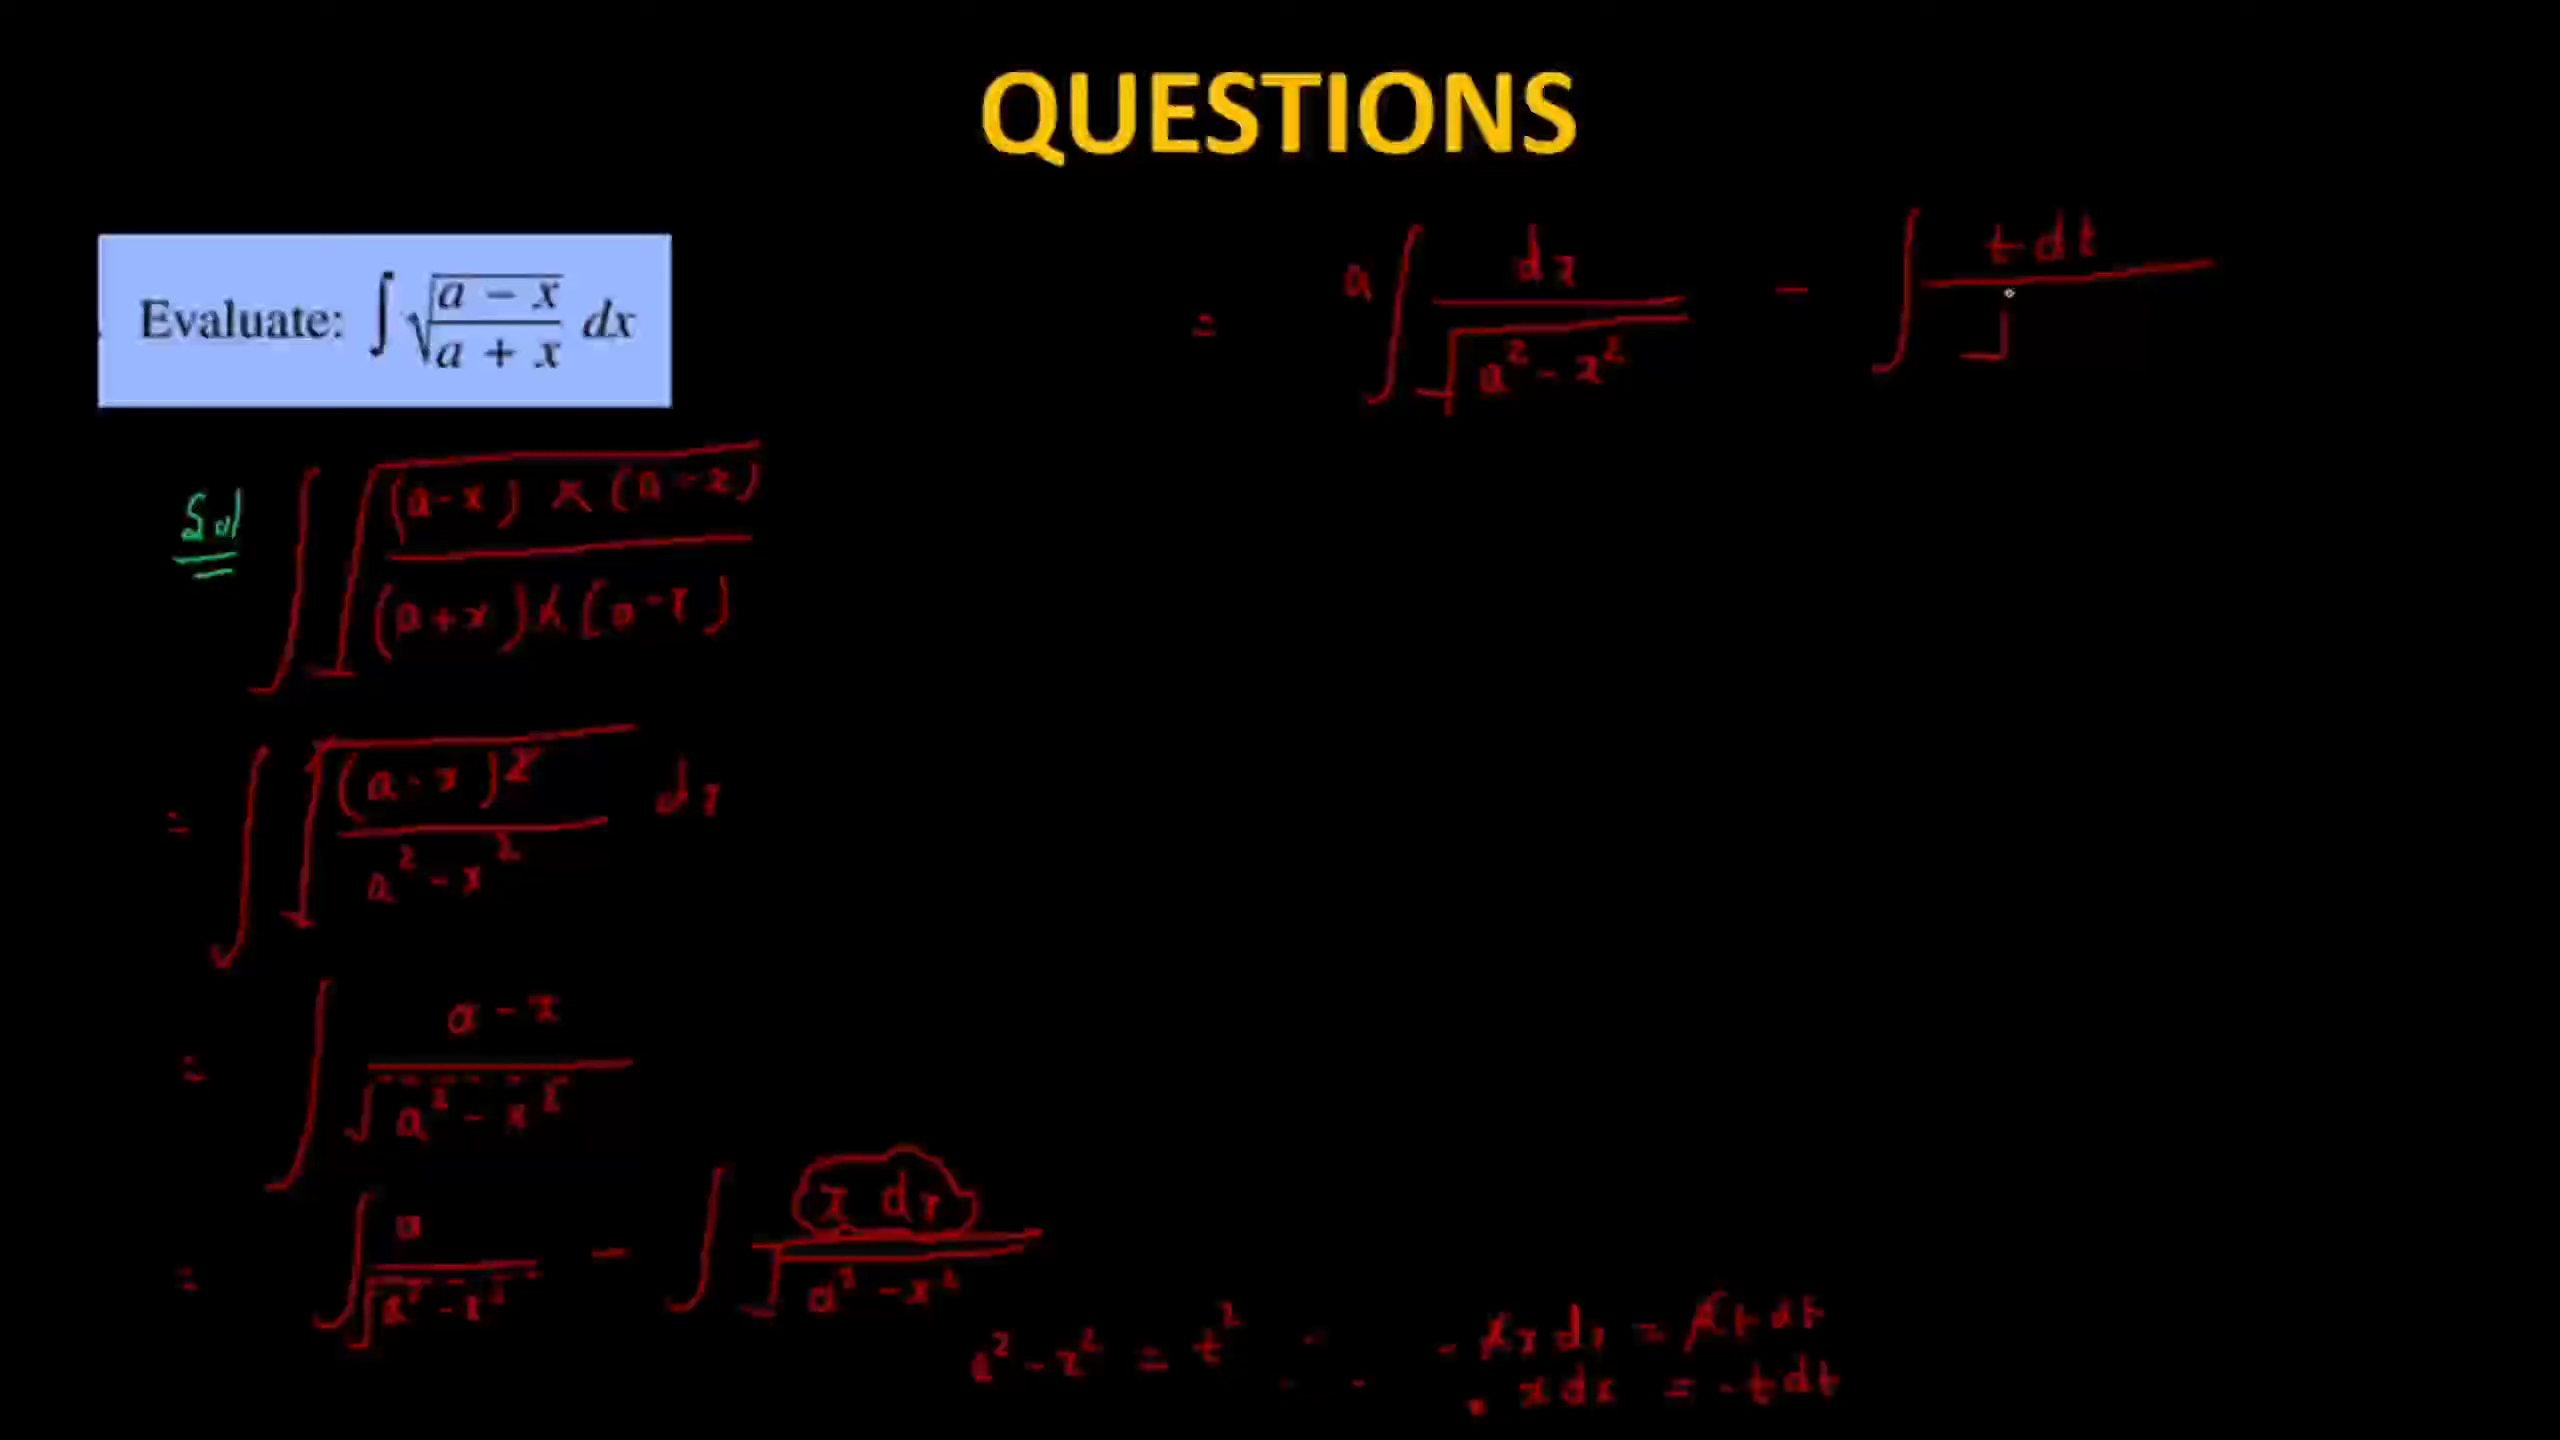 QUESTIONS
Evaluate: ∫ √((a − x)/(a + x)) dx
Sol ∫ √(((a-x) × (a-x))/((a+x) × (a-x)))
= ∫ √((a-x)²/(a²-x²)) dx
= ∫ (a-x)/√(a²-x²)
= ∫ a/√(a²-x²) - ∫ x dx/√(a²-x²)
a²-x² = t²
-2x dx = 2t dt
x dx = -t dt
= a ∫ dx/√(a²-x²) - ∫ t dt/√